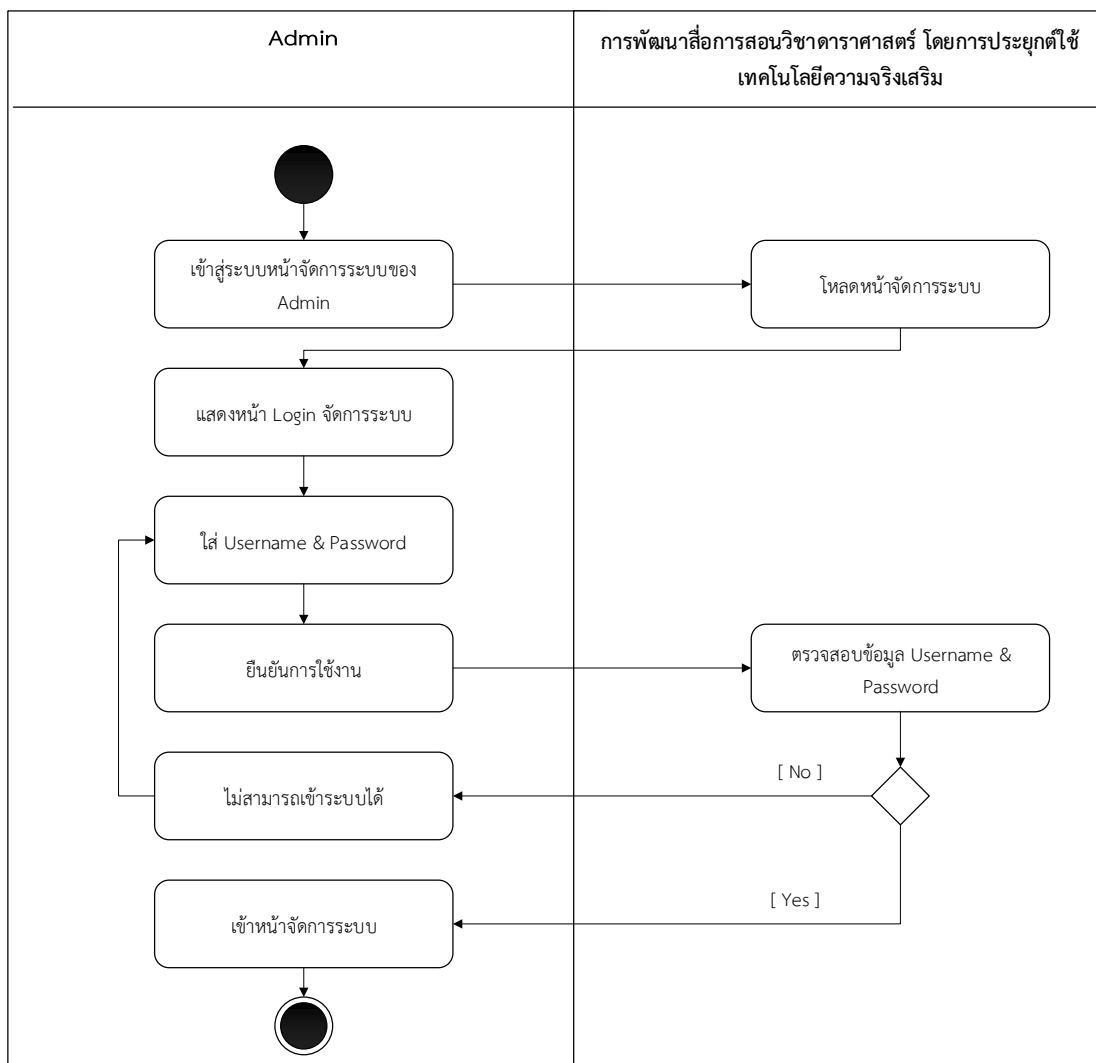 Admin
การพัฒนาสื่อการสอนวิชาดาราศาสตร์ โดยการประยุกต์ใช้
เทคโนโลยีความจริงเสริม
เข้าสู่ระบบหน้าจัดการระบบของ
Admin
โหลดหน้าจัดการระบบ
แสดงหน้า Login จัดการระบบ
ใส่ Username & Password
ยืนยันการใช้งาน
ตรวจสอบข้อมูล Username &
Password
[ No ]
ไม่สามารถเข้าระบบได้
[ Yes ]
เข้าหน้าจัดการระบบ